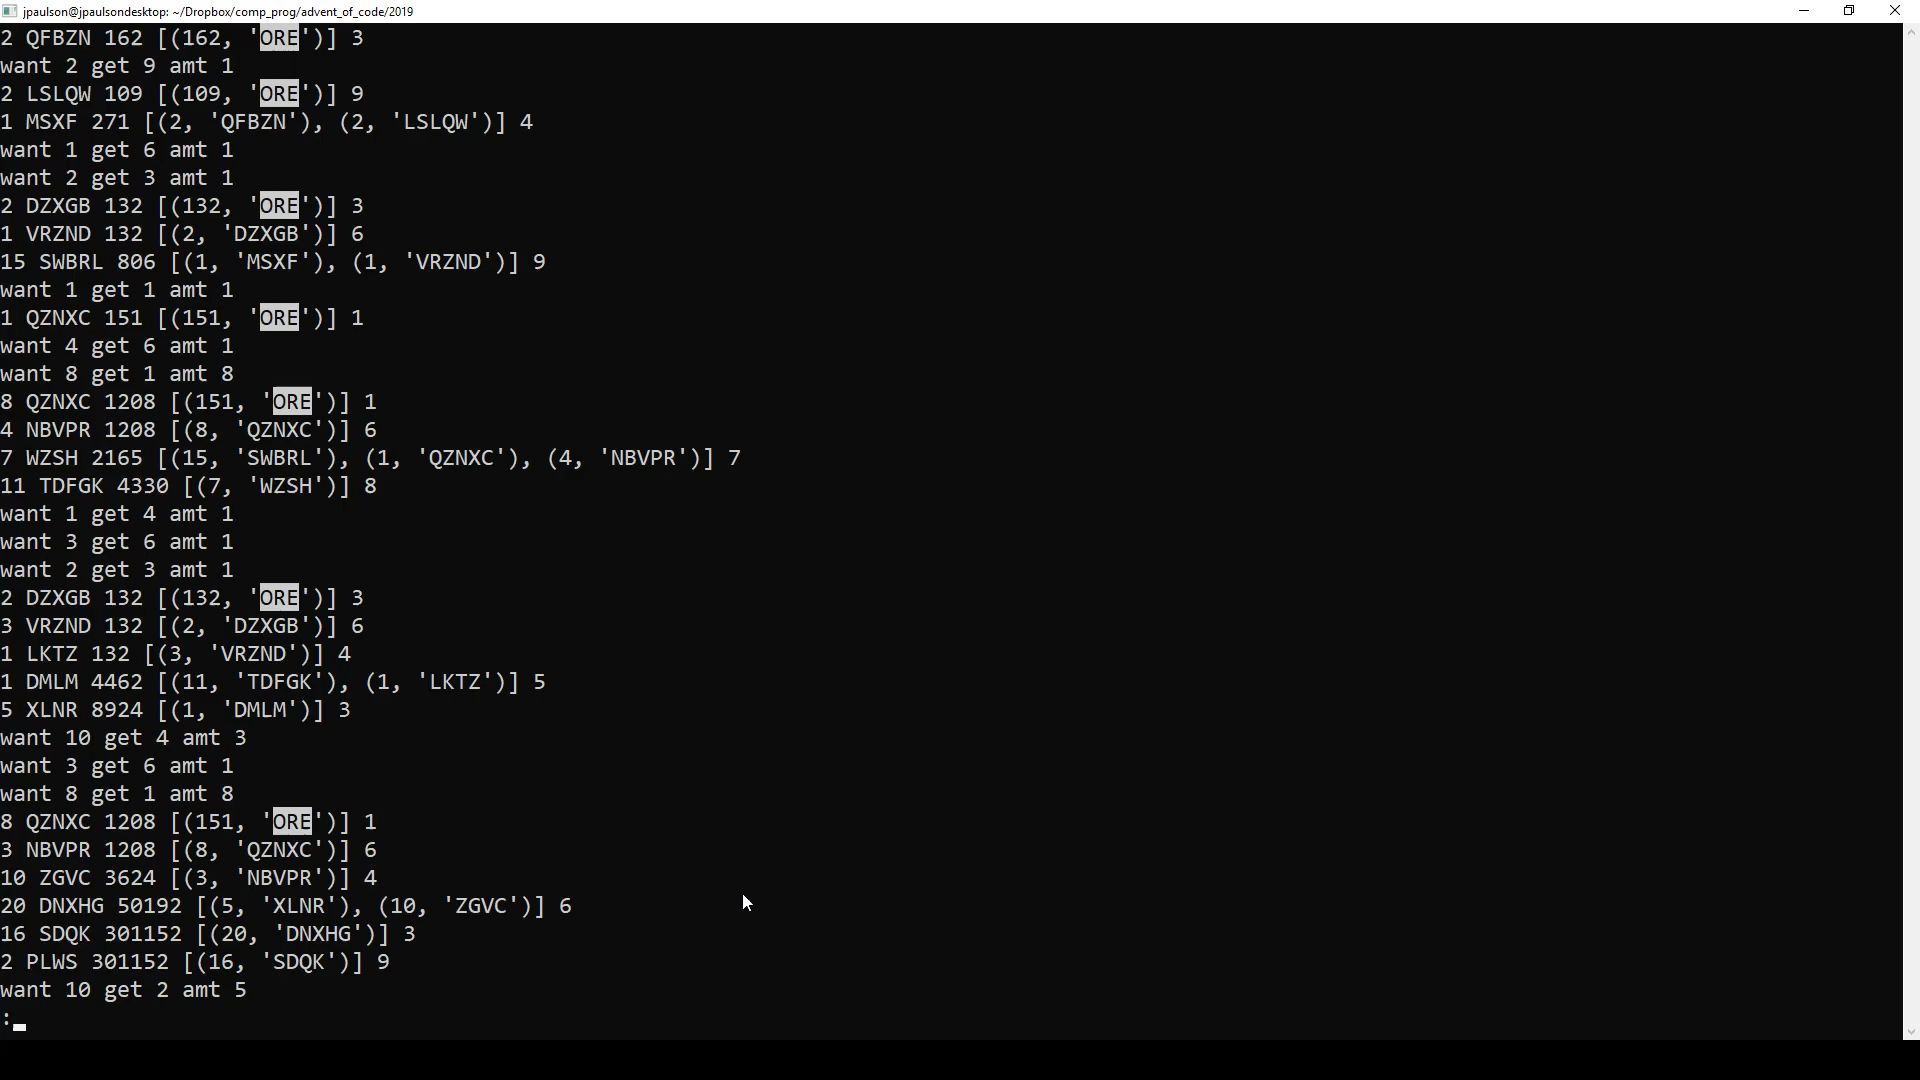 jpaulson@jpaulsondesktop: ~/Dropbox/comp_prog/advent_of_code/2019
2 QFBZN 162 [(162, 'ORE')] 3
want 2 get 9 amt 1
2 LSLQW 109 [(109, 'ORE')] 9
1 MSXF 271 [(2, 'QFBZN'), (2, 'LSLQW')] 4
want 1 get 6 amt 1
want 2 get 3 amt 1
2 DZXGB 132 [(132, 'ORE')] 3
1 VRZND 132 [(2, 'DZXGB')] 6
15 SWBRL 806 [(1, 'MSXF'), (1, 'VRZND')] 9
want 1 get 1 amt 1
1 QZNXC 151 [(151, 'ORE')] 1
want 4 get 6 amt 1
want 8 get 1 amt 8
8 QZNXC 1208 [(151, 'ORE')] 1
4 NBVPR 1208 [(8, 'QZNXC')] 6
7 WZSH 2165 [(15, 'SWBRL'), (1, 'QZNXC'), (4, 'NBVPR')] 7
11 TDFGK 4330 [(7, 'WZSH')] 8
want 1 get 4 amt 1
want 3 get 6 amt 1
want 2 get 3 amt 1
2 DZXGB 132 [(132, 'ORE')] 3
3 VRZND 132 [(2, 'DZXGB')] 6
1 LKTZ 132 [(3, 'VRZND')] 4
1 DMLM 4462 [(11, 'TDFGK'), (1, 'LKTZ')] 5
5 XLNR 8924 [(1, 'DMLM')] 3
want 10 get 4 amt 3
want 3 get 6 amt 1
want 8 get 1 amt 8
8 QZNXC 1208 [(151, 'ORE')] 1
3 NBVPR 1208 [(8, 'QZNXC')] 6
10 ZGVC 3624 [(3, 'NBVPR')] 4
20 DNXHG 50192 [(5, 'XLNR'), (10, 'ZGVC')] 6
16 SDQK 301152 [(20, 'DNXHG')] 3
2 PLWS 301152 [(16, 'SDQK')] 9
want 10 get 2 amt 5
: